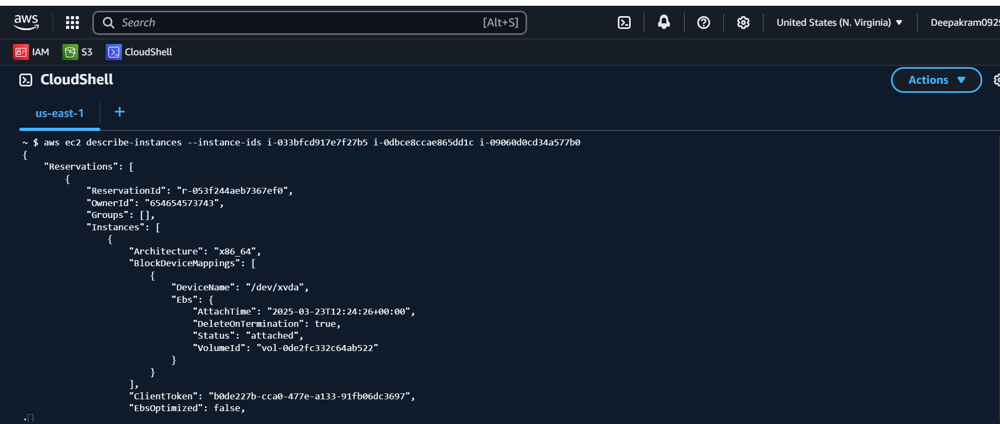 aws
Search [Alt+S] United States (N. Virginia) Deepakram0929
IAM S3 CloudShell
CloudShell Actions
us-east-1 +
~ $ aws ec2 describe-instances --instance-ids i-033bfcd917e7f27b5 i-0dbce8ccae865dd1c i-09060d0cd34a577b0
{
    "Reservations": [
        {
            "ReservationId": "r-053f244aeb7367ef0",
            "OwnerId": "654654573743",
            "Groups": [],
            "Instances": [
                {
                    "Architecture": "x86_64",
                    "BlockDeviceMappings": [
                        {
                            "DeviceName": "/dev/xvda",
                            "Ebs": {
                                "AttachTime": "2025-03-23T12:24:26+00:00",
                                "DeleteOnTermination": true,
                                "Status": "attached",
                                "VolumeId": "vol-0de2fc332c64ab522"
                            }
                        }
                    ],
                    "ClientToken": "b0de227b-cca0-477e-a133-91fb06dc3697",
                    "EbsOptimized": false,
.